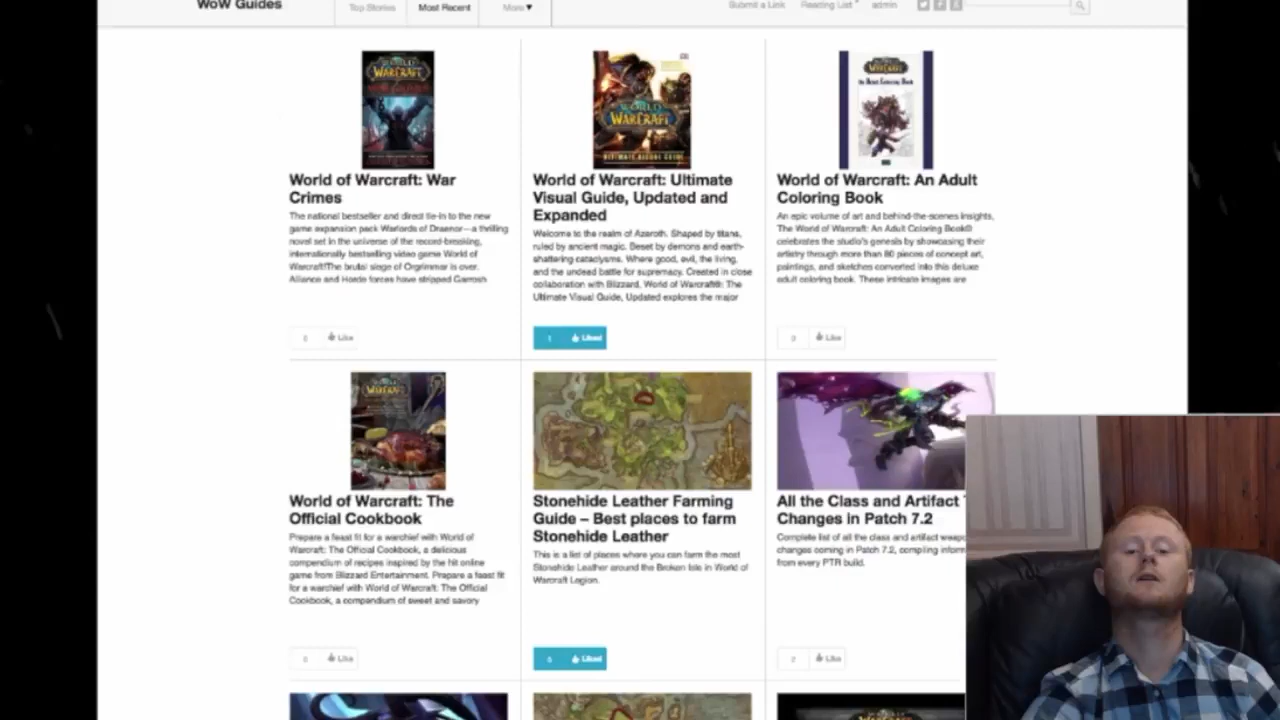 WoW Guides
Top Stories
Most Recent
More ▼
Submit a Link
Reading List
admin
WORLD
WARCRAFT
WORLD
WARCRAFT
ULTIMATE VISUAL GUIDE
WARCRAFT
An Adult Coloring Book
World of Warcraft: War
Crimes
The national bestseller and direct tie-in to the new
game expansion pack Warlords of Draenor—a thrilling
novel set in the universe of the record-breaking,
internationally bestselling video game World of
Warcraft!The brutal siege of Orgrimmar is over.
Alliance and Horde forces have stripped Garrosh
Like
World of Warcraft: Ultimate
Visual Guide, Updated and
Expanded
Welcome to the realm of Azeroth. Shaped by titans,
ruled by ancient magic. Beset by demons and earth-
shattering cataclysms. Where good, evil, the living,
and the undead battle for supremacy. Created in close
collaboration with Blizzard, World of Warcraft®: The
Ultimate Visual Guide, Updated explores the major
1 Liked
World of Warcraft: An Adult
Coloring Book
An epic volume of art and behind-the-scenes insights,
The World of Warcraft: An Adult Coloring Book®
celebrates the studio's genesis by showcasing their
artistry through more than 80 pieces of concept art,
paintings, and sketches converted into this deluxe
adult coloring book. These intricate images are
Like
WARCRAFT
World of Warcraft: The
Official Cookbook
Prepare a feast fit for a warchief with World of
Warcraft: The Official Cookbook, a delicious
compendium of recipes inspired by the hit online
game from Blizzard Entertainment. Prepare a feast fit
for a warchief with World of Warcraft: The Official
Cookbook, a compendium of sweet and savory
Like
Stonehide Leather Farming
Guide – Best places to farm
Stonehide Leather
This is a list of places where you can farm the most
Stonehide Leather around the Broken Isle in World of
Warcraft Legion.
Liked
All the Class and Artifact
Changes in Patch 7.2
Complete list of all the class and artifact
changes coming in Patch 7.2, compiling
from every PTR build.
Like